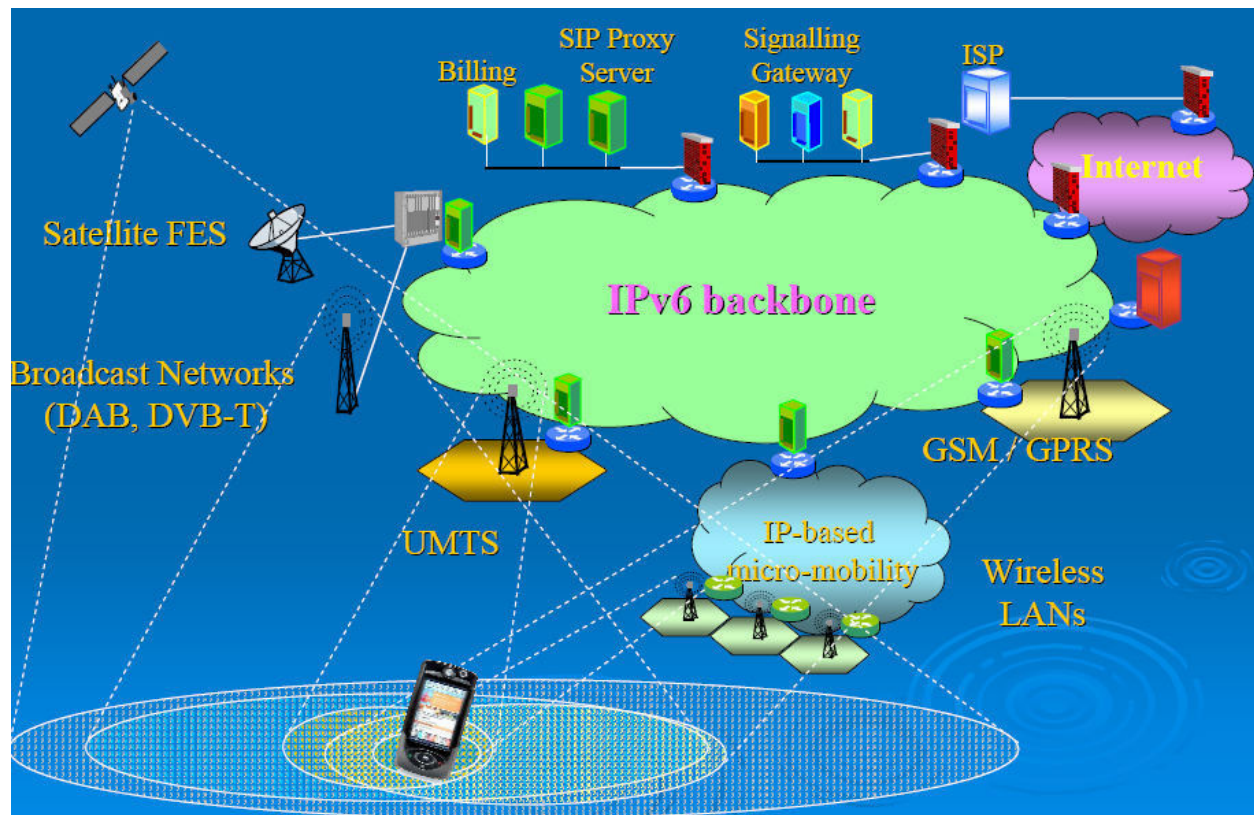 SIP Proxy
Server
Signalling
Gateway
ISP
Billing
Internet
Satellite FES
IPv6 backbone
Broadcast Networks
(DAB, DVB-T)
GSM / GPRS
UMTS
IP-based
micro-mobility
Wireless
LANs